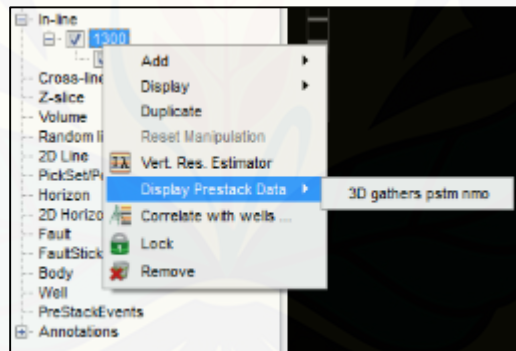 In-line
1300
Cross-line
Z-slice
Volume
Random li
2D Line
PickSet/P
Horizon
2D Horizo
Fault
FaultStick
Body
Well
PreStackEvents
Annotations
Add
Display
Duplicate
Reset Manipulation
Vert. Res. Estimator
Display Prestack Data
Correlate with wells ...
Lock
Remove
3D gathers pstm nmo